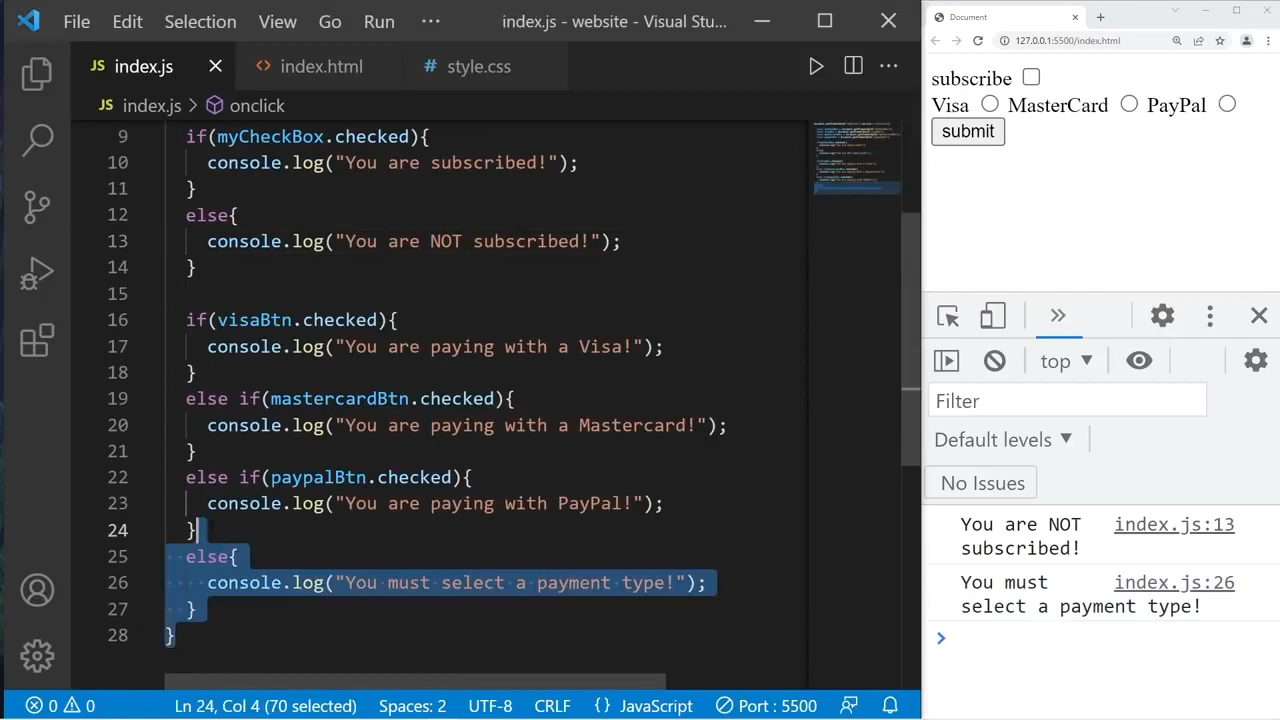 File Edit Selection View Go Run ··· index.js - website - Visual Stu...
JS index.js × <> index.html # style.css
JS index.js > onclick
9 if(myCheckBox.checked){
10 console.log("You are subscribed!");
11 }
12 else{
13 console.log("You are NOT subscribed!");
14 }
15
16 if(visaBtn.checked){
17 console.log("You are paying with a Visa!");
18 }
19 else if(mastercardBtn.checked){
20 console.log("You are paying with a Mastercard!");
21 }
22 else if(paypalBtn.checked){
23 console.log("You are paying with PayPal!");
24 }
25 else{
26 console.log("You must select a payment type!");
27 }
28 }
0 0 Ln 24, Col 4 (70 selected) Spaces: 2 UTF-8 CRLF {} JavaScript Port : 5500
Document
127.0.0.1:5500/index.html
subscribe
Visa MasterCard PayPal
submit
top
Filter
Default levels
No Issues
You are NOT index.js:13
subscribed!
You must index.js:26
select a payment type!